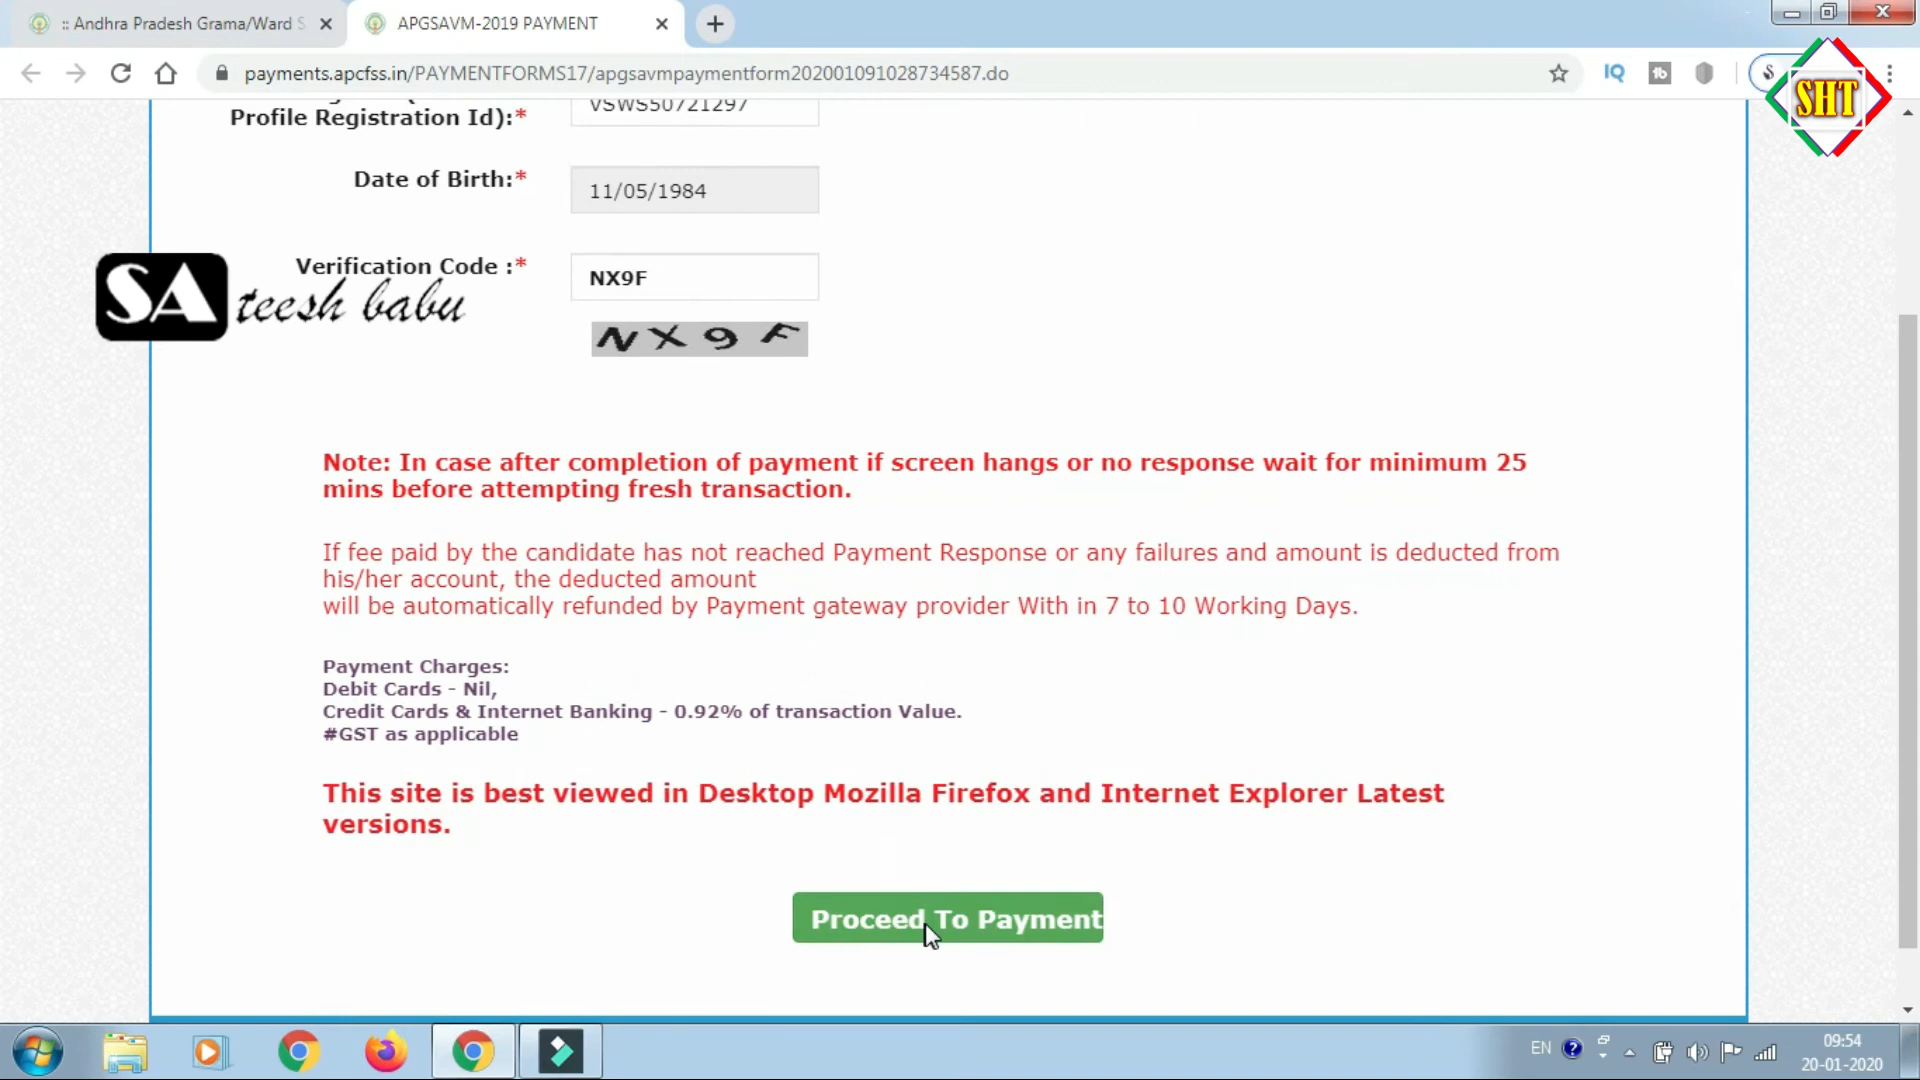 :: Andhra Pradesh Grama/Ward S
APGSAVM-2019 PAYMENT
payments.apcfss.in/PAYMENTFORMS17/apgsavmpaymentform202001091028734587.do
SHT
VSWS50721297
Profile Registration Id):*
Date of Birth:*
11/05/1984
Verification Code :*
NX9F
SA teesh babu
NX9F
Note: In case after completion of payment if screen hangs or no response wait for minimum 25
mins before attempting fresh transaction.
If fee paid by the candidate has not reached Payment Response or any failures and amount is deducted from
his/her account, the deducted amount
will be automatically refunded by Payment gateway provider With in 7 to 10 Working Days.
Payment Charges:
Debit Cards - Nil,
Credit Cards & Internet Banking - 0.92% of transaction Value.
#GST as applicable
This site is best viewed in Desktop Mozilla Firefox and Internet Explorer Latest
versions.
Proceed To Payment
EN
09:54
20-01-2020